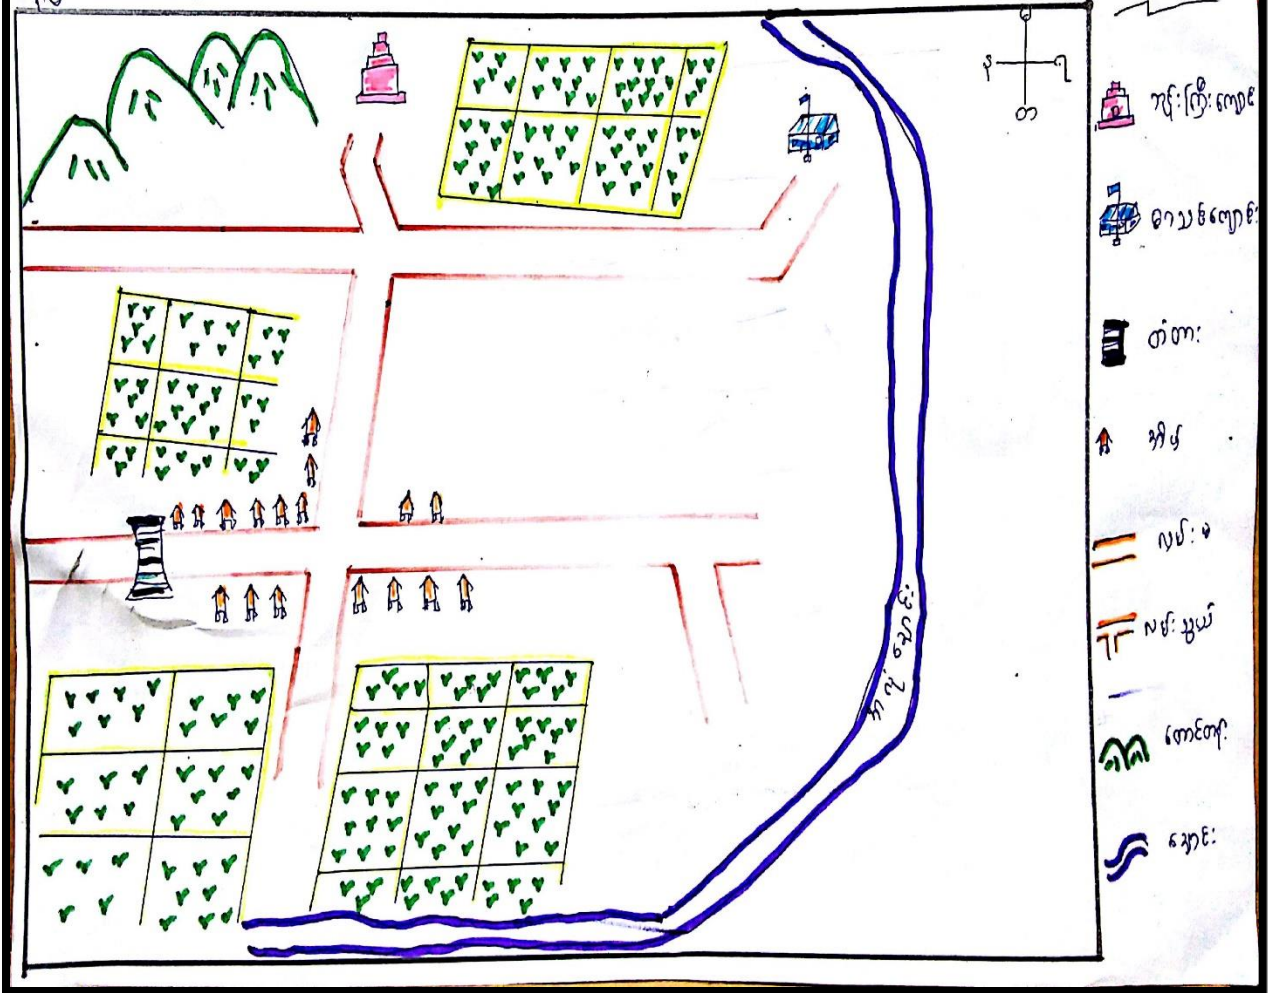 မ
န
ရ
တ
ဘုန်းကြီးကျောင်း
စာသင်ကျောင်း
တံတား
အိမ်
လမ်းမ
လမ်းသွယ်
တောင်တန်း
ချောင်း